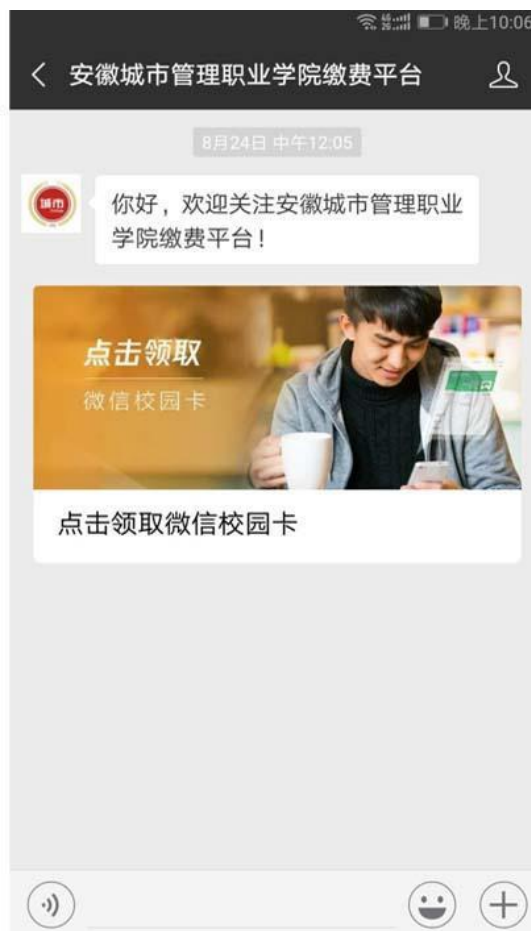 晚上10:06
安徽城市管理职业学院缴费平台
8月24日 中午12:05
城市
你好，欢迎关注安徽城市管理职业
学院缴费平台！
点击领取
微信校园卡
点击领取微信校园卡